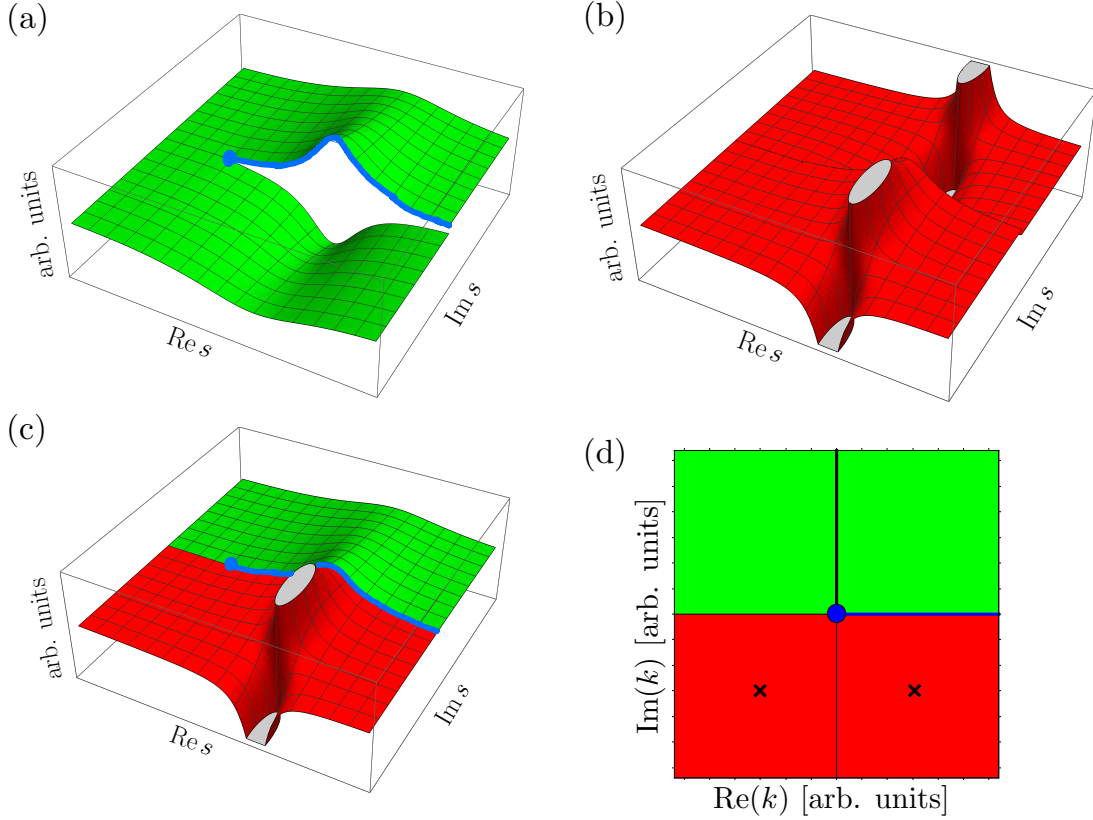 (a)
arb. units
Re s
Im s
(b)
arb. units
Re s
Im s
(c)
arb. units
Re s
Im s
(d)
Im(k) [arb. units]
Re(k) [arb. units]